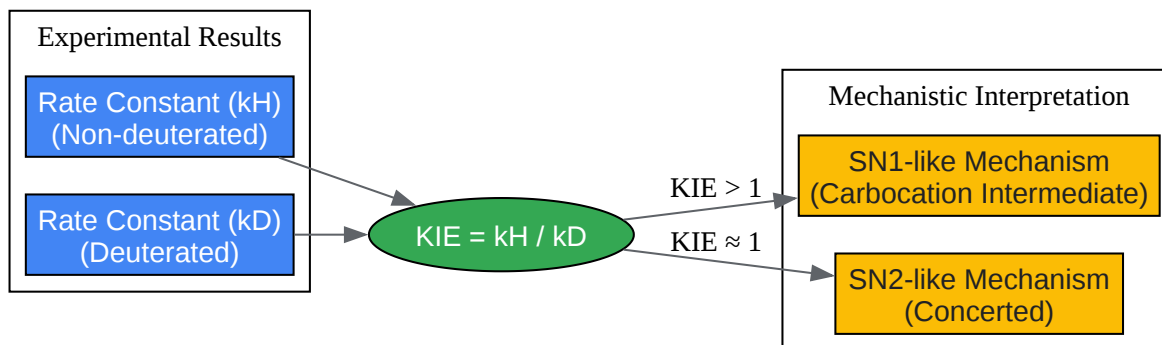 Experimental Results
Rate Constant (kH)
(Non-deuterated)
Rate Constant (kD)
(Deuterated)
KIE = kH / kD
KIE > 1
KIE ≈ 1
Mechanistic Interpretation
SN1-like Mechanism
(Carbocation Intermediate)
SN2-like Mechanism
(Concerted)